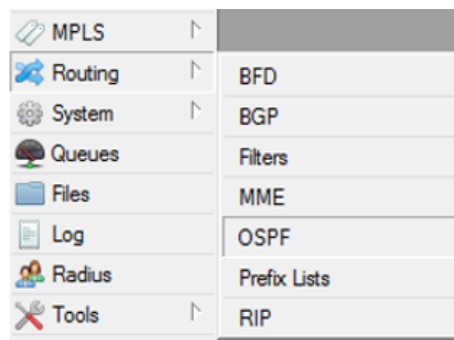 MPLS
Routing
System
Queues
Files
Log
Radius
Tools
BFD
BGP
Filters
MME
OSPF
Prefix Lists
RIP